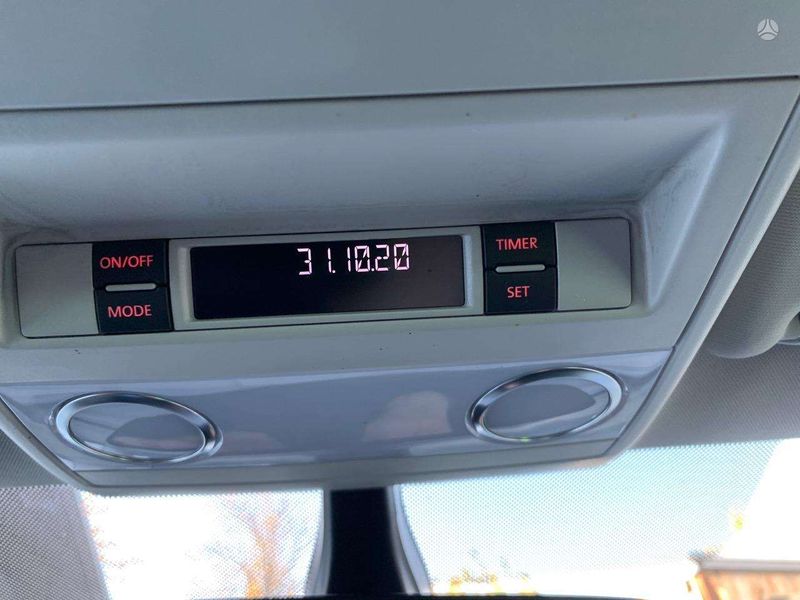 ON/OFF
MODE
31.10.20
TIMER
SET